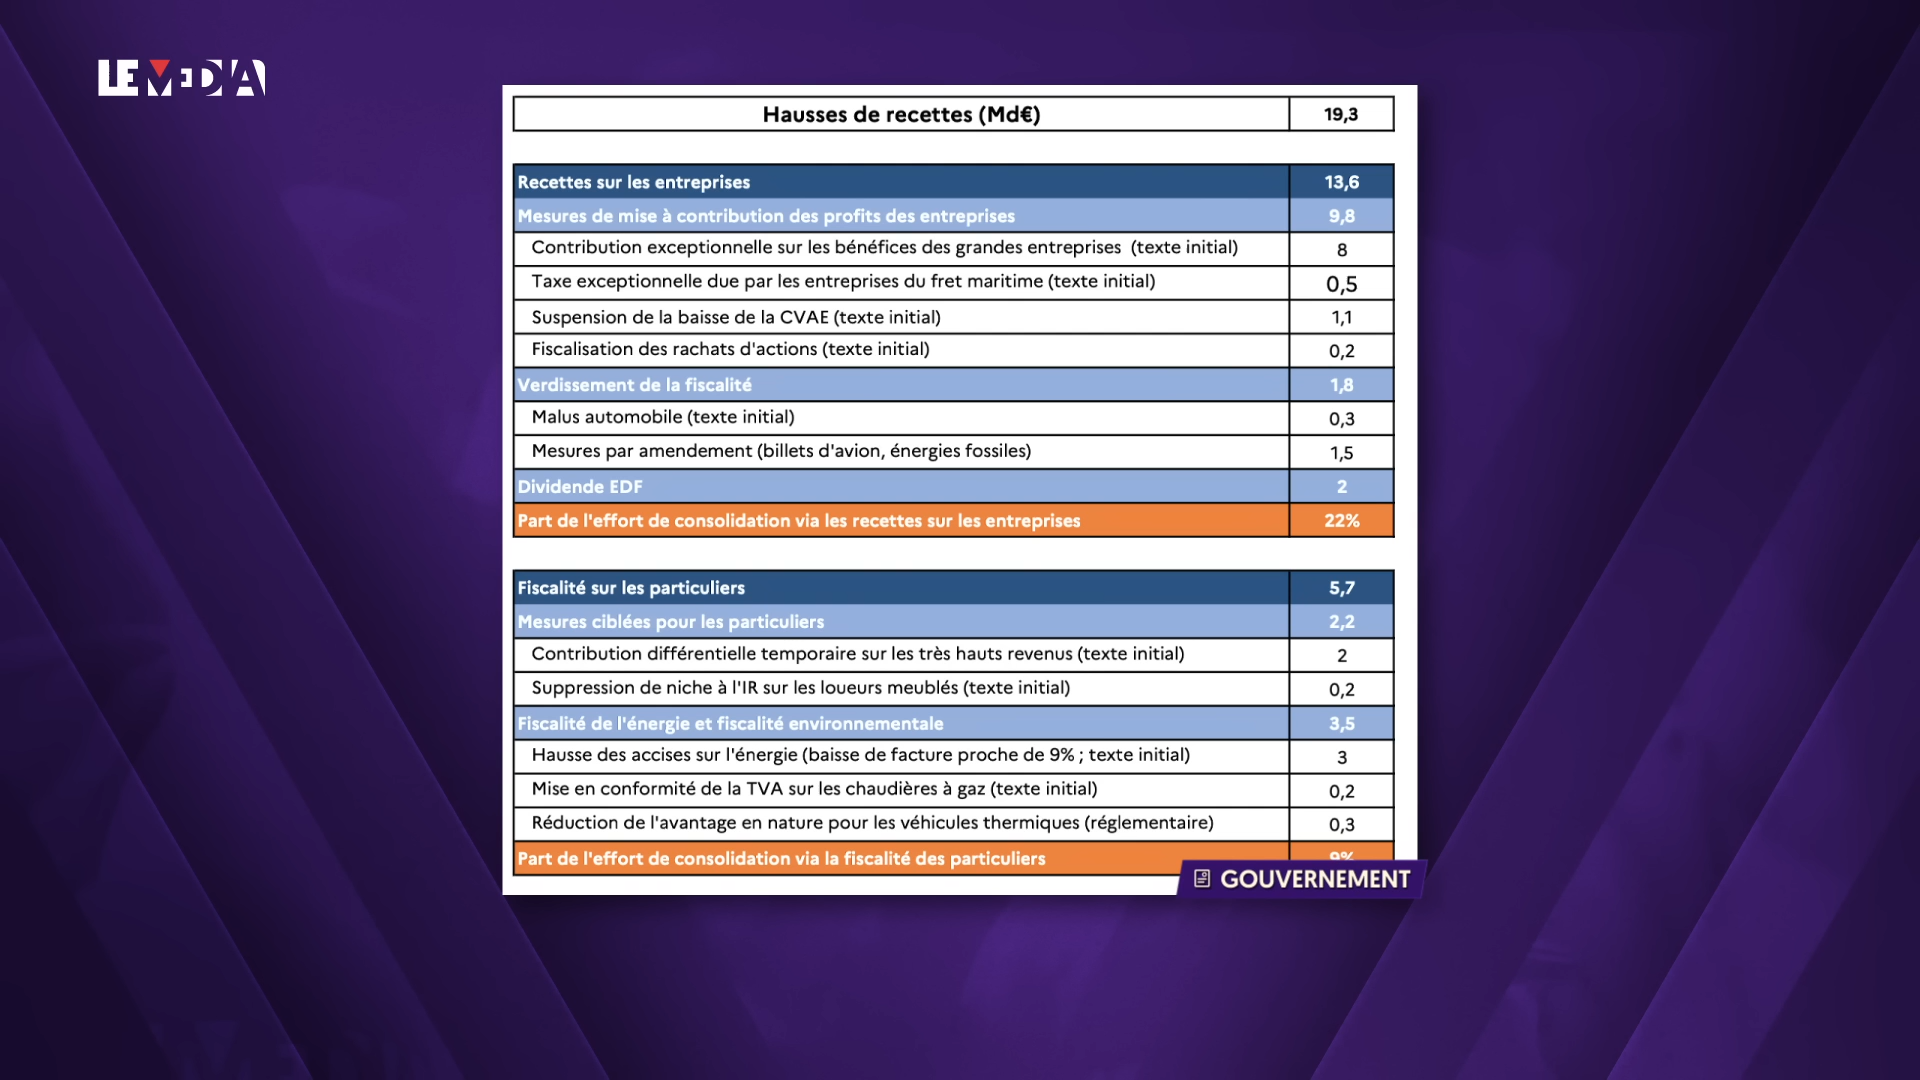 LE MEDIA
Hausses de recettes (Md€) 19,3
Recettes sur les entreprises 13,6
Mesures de mise à contribution des profits des entreprises 9,8
Contribution exceptionnelle sur les bénéfices des grandes entreprises (texte initial) 8
Taxe exceptionnelle due par les entreprises du fret maritime (texte initial) 0,5
Suspension de la baisse de la CVAE (texte initial) 1,1
Fiscalisation des rachats d'actions (texte initial) 0,2
Verdissement de la fiscalité 1,8
Malus automobile (texte initial) 0,3
Mesures par amendement (billets d'avion, énergies fossiles) 1,5
Dividende EDF 2
Part de l'effort de consolidation via les recettes sur les entreprises 22%
Fiscalité sur les particuliers 5,7
Mesures ciblées pour les particuliers 2,2
Contribution différentielle temporaire sur les très hauts revenus (texte initial) 2
Suppression de niche à l'IR sur les loueurs meublés (texte initial) 0,2
Fiscalité de l'énergie et fiscalité environnementale 3,5
Hausse des accises sur l'énergie (baisse de facture proche de 9% ; texte initial) 3
Mise en conformité de la TVA sur les chaudières à gaz (texte initial) 0,2
Réduction de l'avantage en nature pour les véhicules thermiques (réglementaire) 0,3
Part de l'effort de consolidation via la fiscalité des particuliers 9%
GOUVERNEMENT